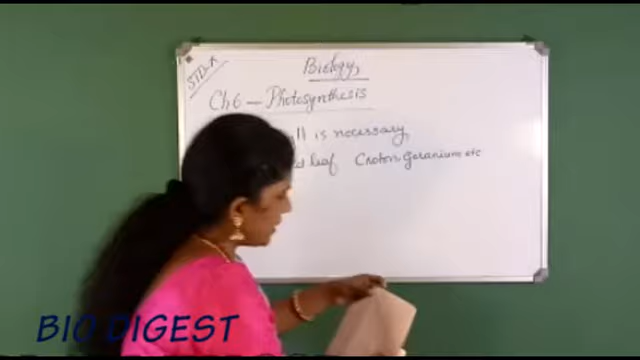 STD-X
Biology,
Ch 6 - Photosynthesis
ll is necessary,
leaf Croton, Geranium etc
BIO DIGEST